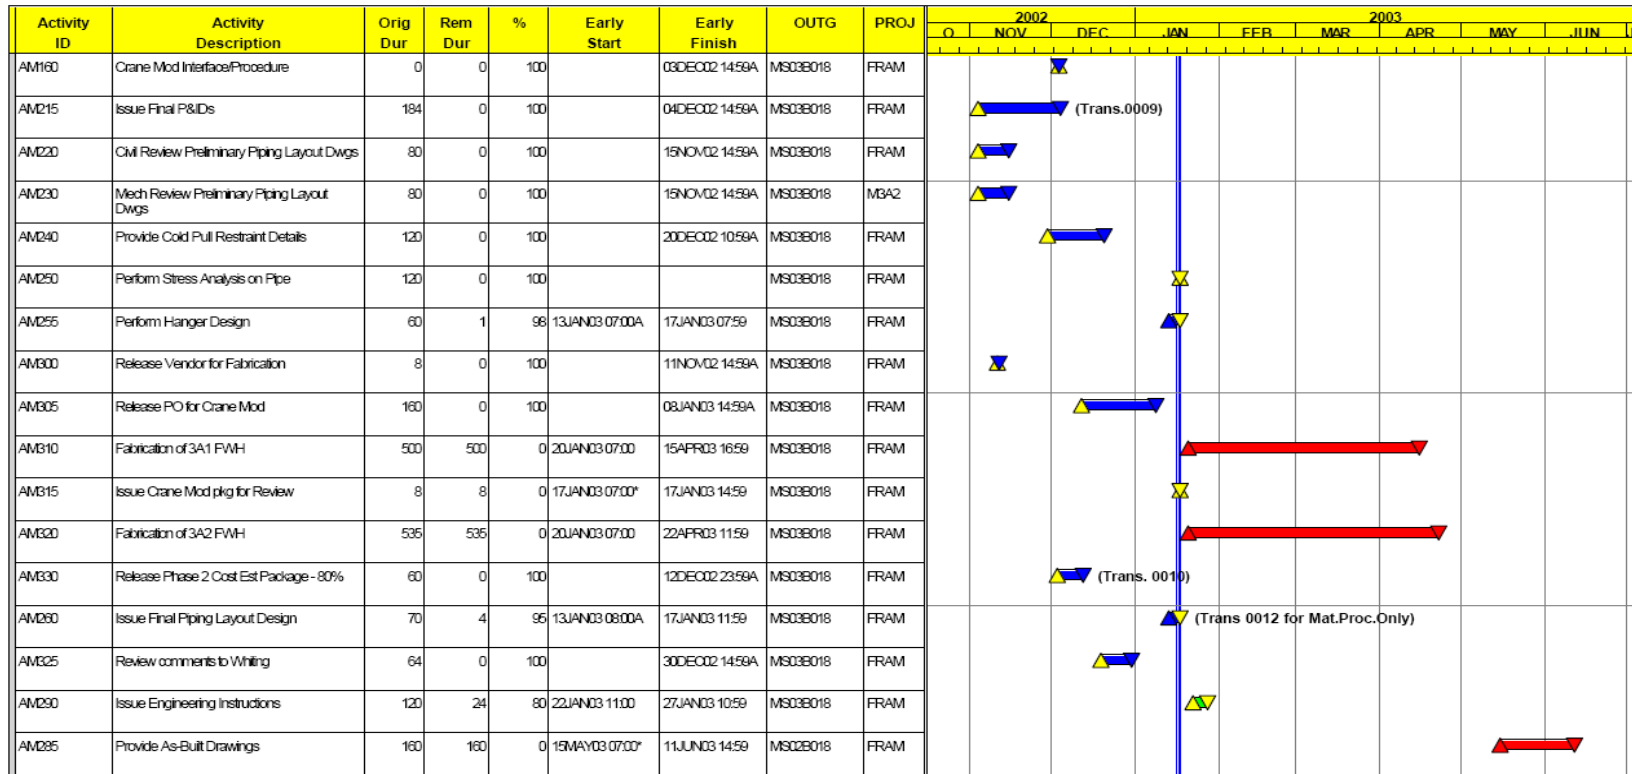 Activity ID Activity Description Orig Dur Rem Dur % Early Start Early Finish OUTG PROJ 2002 2003
O NOV DEC JAN FEB MAR APR MAY JUN
AM160 Crane Mod Interface/Procedure 0 0 100 03DEC02 14:59A MS03B018 FRAM
AM215 Issue Final P&IDs 184 0 100 04DEC02 14:59A MS03B018 FRAM (Trans.0009)
AM220 Civil Review Preliminary Piping Layout Dwgs 80 0 100 15NOV02 14:59A MS03B018 FRAM
AM230 Mech Review Preliminary Piping Layout Dwgs 80 0 100 15NOV02 14:59A MS03B018 M3A2
AM240 Provide Cold Pull Restraint Details 120 0 100 20DEC02 10:59A MS03B018 FRAM
AM250 Perform Stress Analysis on Pipe 120 0 100 MS03B018 FRAM
AM255 Perform Hanger Design 60 1 98 13JAN03 07:00A 17JAN03 07:59 MS03B018 FRAM
AM300 Release Vendor for Fabrication 8 0 100 11NOV02 14:59A MS03B018 FRAM
AM305 Release PO for Crane Mod 160 0 100 08JAN03 14:59A MS03B018 FRAM
AM310 Fabrication of 3A1 FWH 500 500 0 20JAN03 07:00 15APR03 16:59 MS03B018 FRAM
AM315 Issue Crane Mod pkg for Review 8 8 0 17JAN03 07:00* 17JAN03 14:59 MS03B018 FRAM
AM320 Fabrication of 3A2 FWH 535 535 0 20JAN03 07:00 22APR03 11:59 MS03B018 FRAM
AM330 Release Phase 2 Cost Est Package - 80% 60 0 100 12DEC02 23:59A MS03B018 FRAM (Trans. 0010)
AM260 Issue Final Piping Layout Design 70 4 95 13JAN03 08:00A 17JAN03 11:59 MS03B018 FRAM (Trans 0012 for Mat.Proc.Only)
AM325 Review comments to Whiting 64 0 100 30DEC02 14:59A MS03B018 FRAM
AM290 Issue Engineering Instructions 120 24 80 22JAN03 11:00 27JAN03 10:59 MS03B018 FRAM
AM285 Provide As-Built Drawings 160 160 0 15MAY03 07:00* 11JUN03 14:59 MS02B018 FRAM